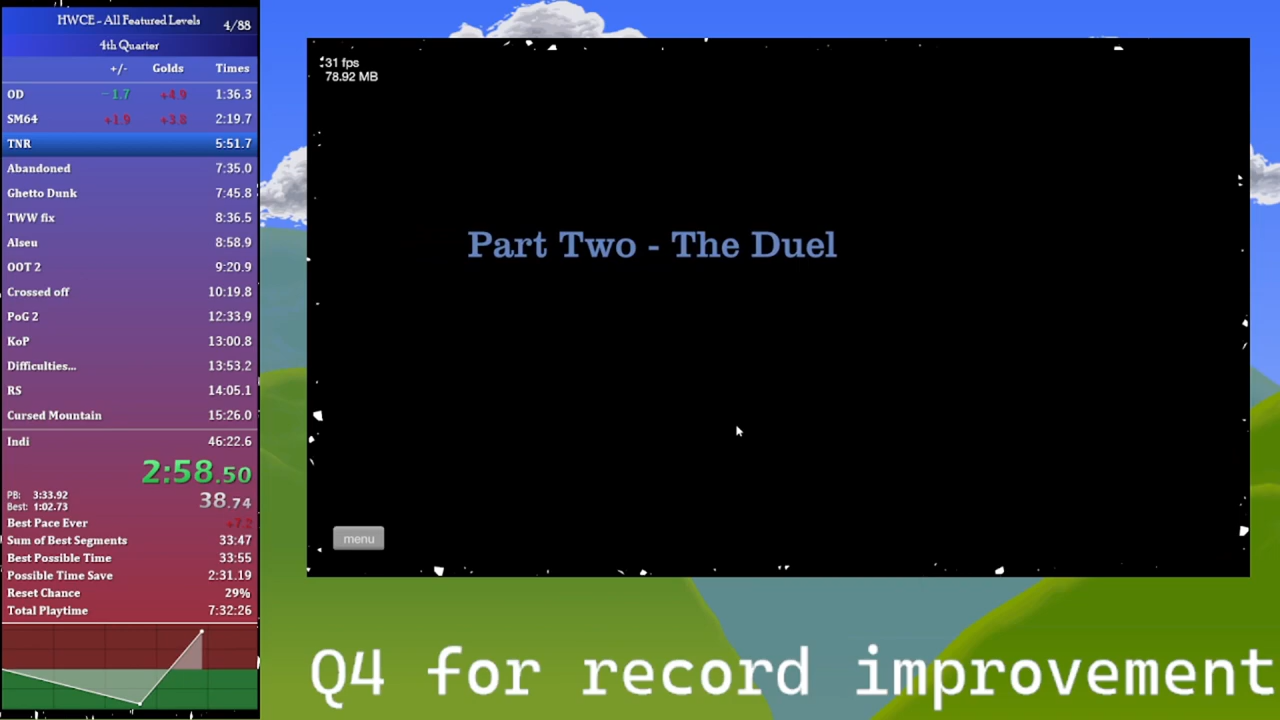 HWCE - All Featured Levels 4/88
4th Quarter
+/- Golds Times
OD −1.7 +4.9 1:36.3
SM64 +1.9 +3.8 2:19.7
TNR 5:51.7
Abandoned 7:35.0
Ghetto Dunk 7:45.8
TWW fix 8:36.5
Alseu 8:58.9
OOT 2 9:20.9
Crossed off 10:19.8
PoG 2 12:33.9
KoP 13:00.8
Difficulties... 13:53.2
RS 14:05.1
Cursed Mountain 15:26.0
Indi 46:22.6
2:58.50
PB: 3:33.92
Best: 1:02.73
38.74
Best Pace Ever +7.2
Sum of Best Segments 33:47
Best Possible Time 33:55
Possible Time Save 2:31.19
Reset Chance 29%
Total Playtime 7:32:26
31 fps
78.92 MB
Part Two - The Duel
menu
Q4 for record improvement